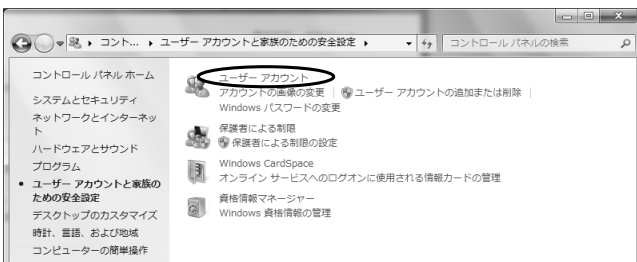 コント... ユーザー アカウントと家族のための安全設定 コントロール パネルの検索
コントロール パネル ホーム
システムとセキュリティ
ネットワークとインターネッ
ト
ハードウェアとサウンド
プログラム
ユーザー アカウントと家族の
ための安全設定
デスクトップのカスタマイズ
時計、言語、および地域
コンピューターの簡単操作
ユーザー アカウント
アカウントの画像の変更 ユーザー アカウントの追加または削除
Windows パスワードの変更
保護者による制限
保護者による制限の設定
Windows CardSpace
オンライン サービスへのログオンに使用される情報カードの管理
資格情報マネージャー
Windows 資格情報の管理